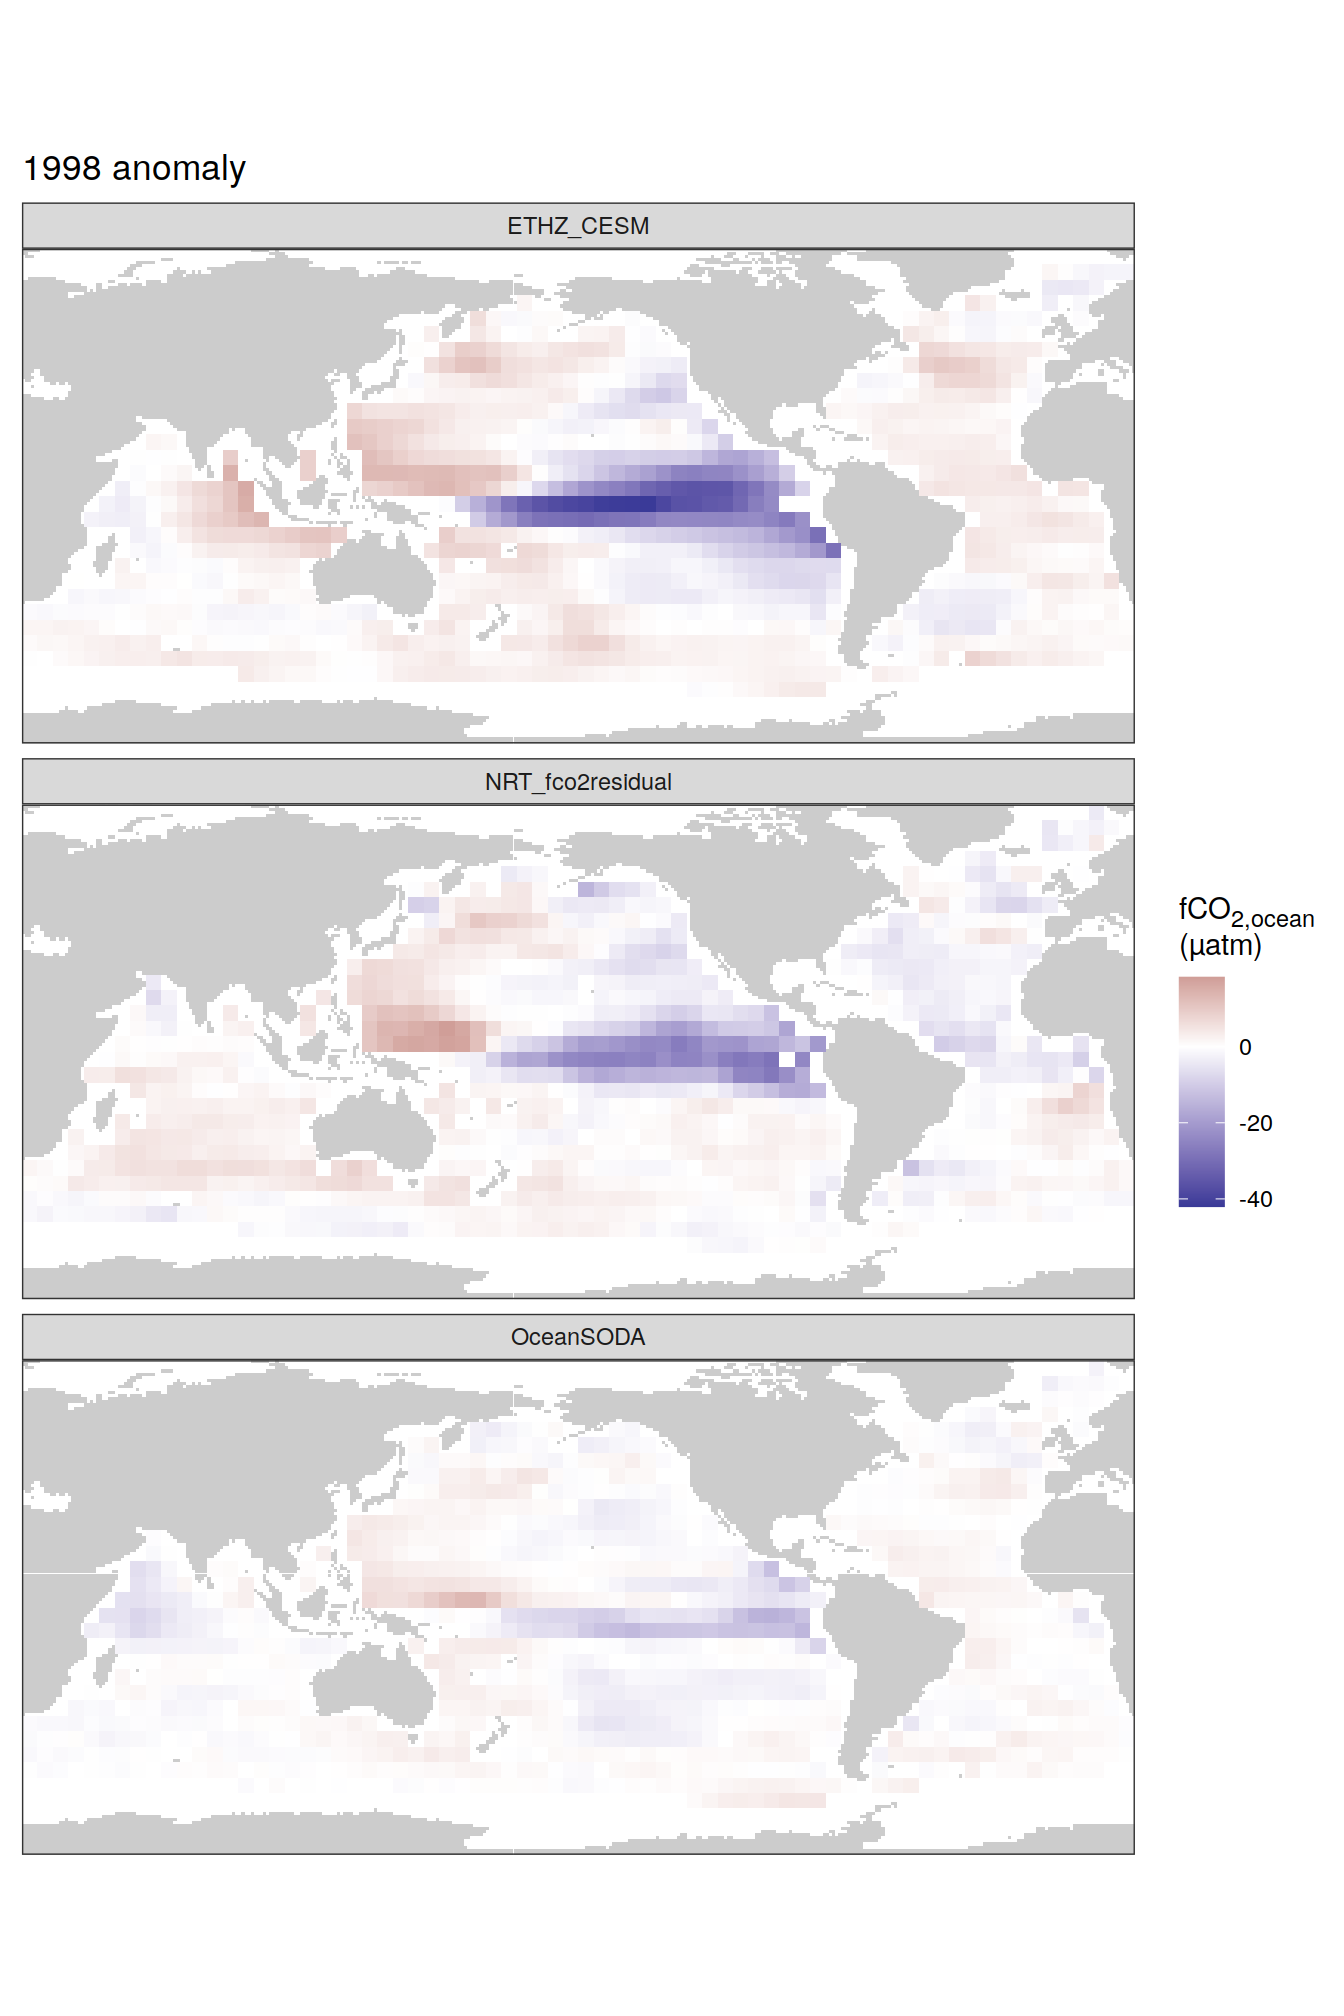 1998 anomaly
ETHZ_CESM
NRT_fco2residual
OceanSODA
fCO2,ocean
(µatm)
0
-20
-40